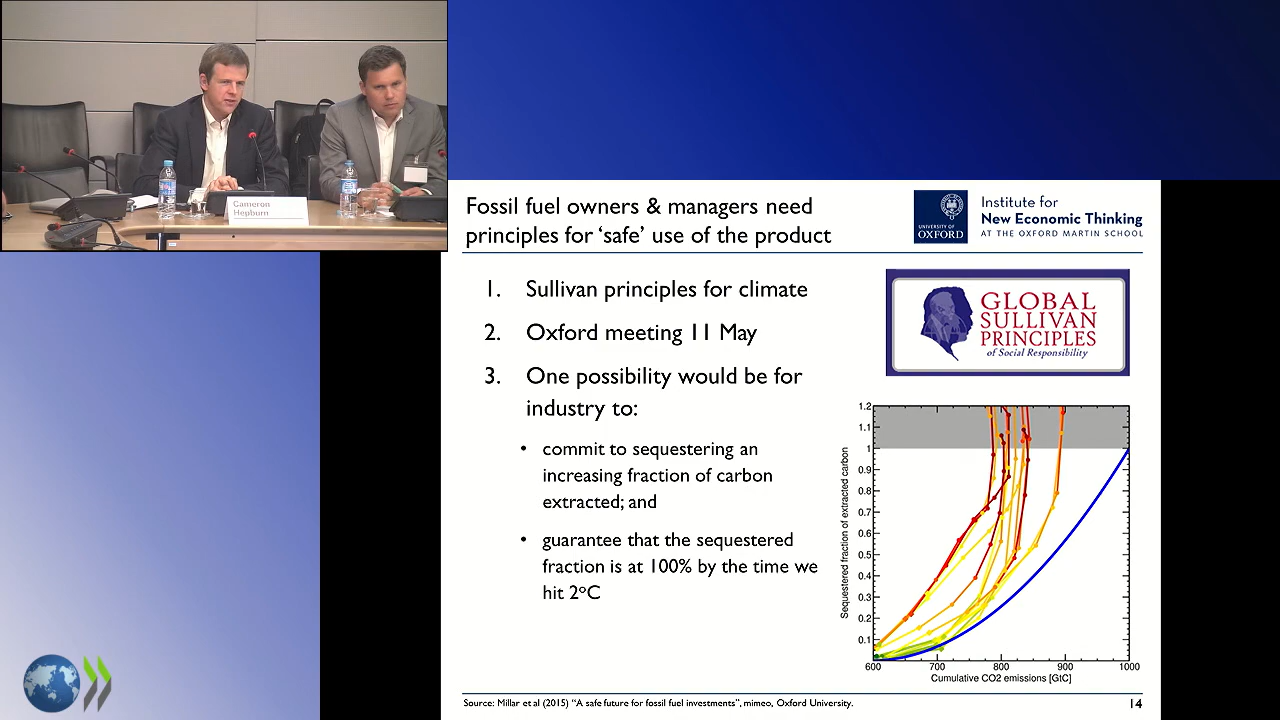 Cameron
Hepburn
Fossil fuel owners & managers need
principles for ‘safe’ use of the product
UNIVERSITY OF
OXFORD
Institute for
New Economic Thinking
AT THE OXFORD MARTIN SCHOOL
1. Sullivan principles for climate
2. Oxford meeting 11 May
3. One possibility would be for
industry to:
• commit to sequestering an
increasing fraction of carbon
extracted; and
• guarantee that the sequestered
fraction is at 100% by the time we
hit 2ºC
GLOBAL
SULLIVAN
PRINCIPLES
of Social Responsibility
Sequestered fraction of extracted carbon
1.2
1.1
1
0.9
0.8
0.7
0.6
0.5
0.4
0.3
0.2
0.1
600 700 800 900 1000
Cumulative CO2 emissions [GtC]
Source: Millar et al (2015) “A safe future for fossil fuel investments”, mimeo, Oxford University.
14